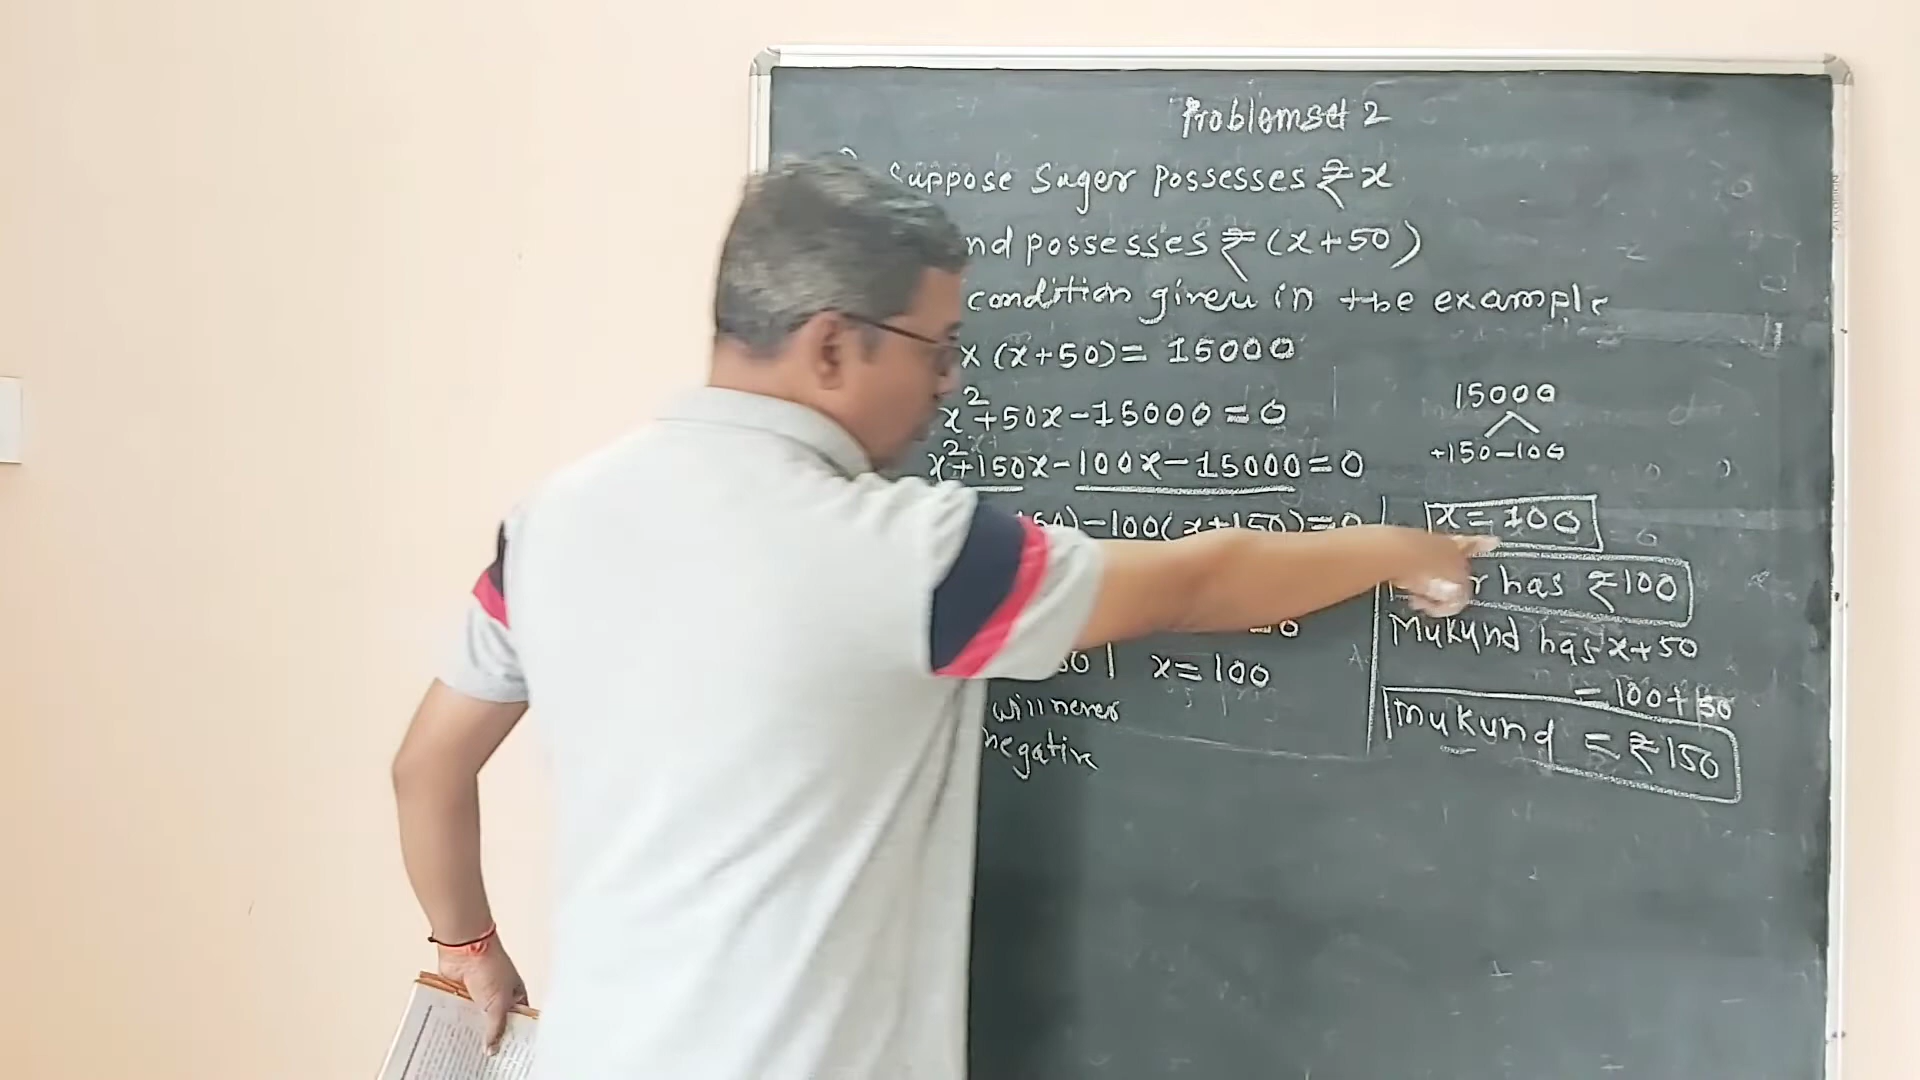 Problemset 2
Suppose Sager possesses ₹ x
nd possesses ₹ (x+50)
condition given in the example
x (x+50) = 15000
x²+50x-15000=0
x²+150x-100x-15000=0
150)-100(x+150)=0
50 | x=100
will never
negative
15000
+150-100
x=100
r has ₹100
Mukund has x+50
=100+50
Mukund = ₹150